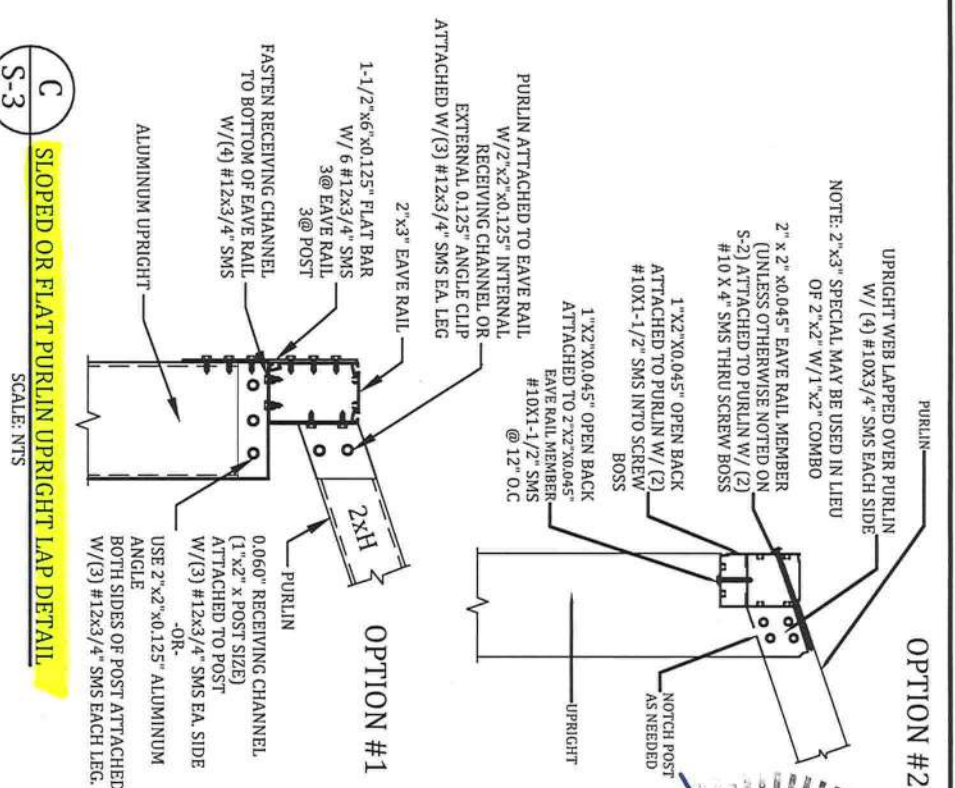 OPTION #2
PURLIN
UPRIGHT WEB LAPPED OVER PURLIN
W/ (4) #10X3/4" SMS EACH SIDE
NOTE: 2"x3" SPECIAL MAY BE USED IN LIEU
OF 2"x2" W/1"x2" COMBO
2" x 2" x0.045" EAVE RAIL MEMBER
(UNLESS OTHERWISE NOTED ON
S-2) ATTACHED TO PURLIN W/ (2)
#10 X 4" SMS THRU SCREW BOSS
1"X2"X0.045" OPEN BACK
ATTACHED TO PURLIN W/ (2)
#10X1-1/2" SMS INTO SCREW
BOSS
1"X2"X0.045" OPEN BACK
ATTACHED TO 2"X2"X0.045"
EAVE RAIL MEMBER
#10X1-1/2" SMS
@ 12" O.C
NOTCH POST
AS NEEDED
UPRIGHT
OPTION #1
PURLIN ATTACHED TO EAVE RAIL
W/2"x2"x0.125" INTERNAL
RECEIVING CHANNEL OR
EXTERNAL 0.125" ANGLE CLIP
ATTACHED W/(3) #12x3/4" SMS EA. LEG
2"x3" EAVE RAIL
1-1/2"x6"x0.125" FLAT BAR
W/ 6 #12x3/4" SMS
3@ EAVE RAIL
3@ POST
FASTEN RECEIVING CHANNEL
TO BOTTOM OF EAVE RAIL
W/(4) #12x3/4" SMS
ALUMINUM UPRIGHT
2xH
PURLIN
0.060" RECEIVING CHANNEL
(1"x2" x POST SIZE)
ATTACHED TO POST
W/(3) #12x3/4" SMS EA. SIDE
-OR-
USE 2"x2"x0.125" ALUMINUM
ANGLE
BOTH SIDES OF POST ATTACHED
W/(3) #12x3/4" SMS EACH LEG.
C
S-3
SLOPED OR FLAT PURLIN UPRIGHT LAP DETAIL
SCALE: NTS